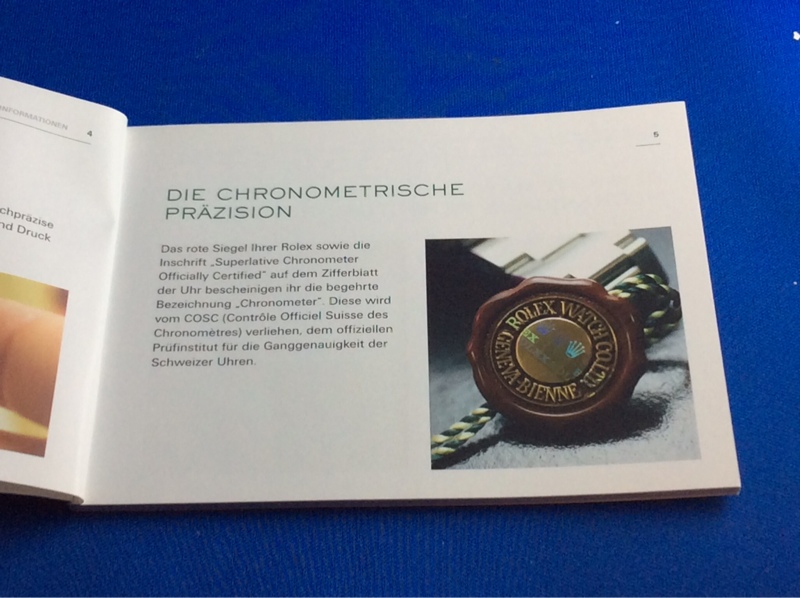 INFORMATIONEN
4
chpräzise
nd Druck
5
DIE CHRONOMETRISCHE
PRÄZISION
Das rote Siegel Ihrer Rolex sowie die
Inschrift „Superlative Chronometer
Officially Certified“ auf dem Zifferblatt
der Uhr bescheinigen ihr die begehrte
Bezeichnung „Chronometer“. Diese wird
vom COSC (Contrôle Officiel Suisse des
Chronomètres) verliehen, dem offiziellen
Prüfinstitut für die Ganggenauigkeit der
Schweizer Uhren.
ROLEX WATCH CO. LTD.
GENEVA-BIENNE